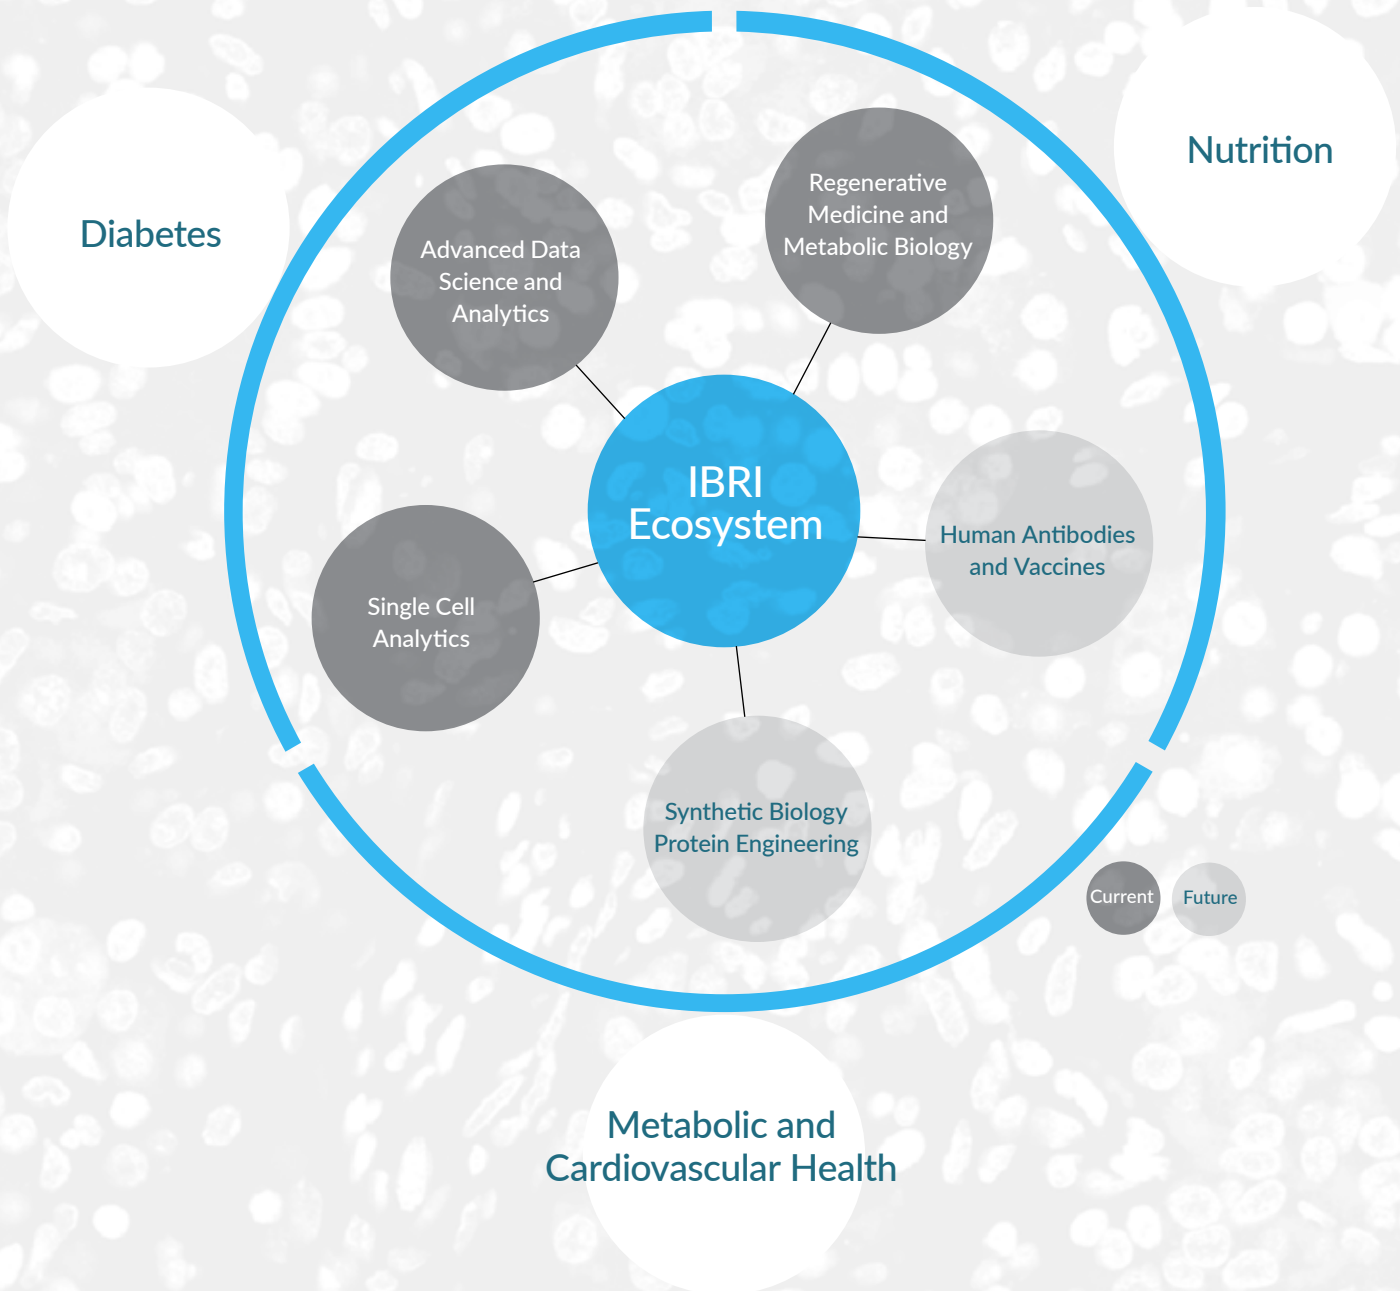 Nutrition
Diabetes
Regenerative
Medicine and
Metabolic Biology
Advanced Data
Science and
Analytics
IBRI
Ecosystem
Human Antibodies
and Vaccines
Single Cell
Analytics
Synthetic Biology
Protein Engineering
Current
Future
Metabolic and
Cardiovascular Health